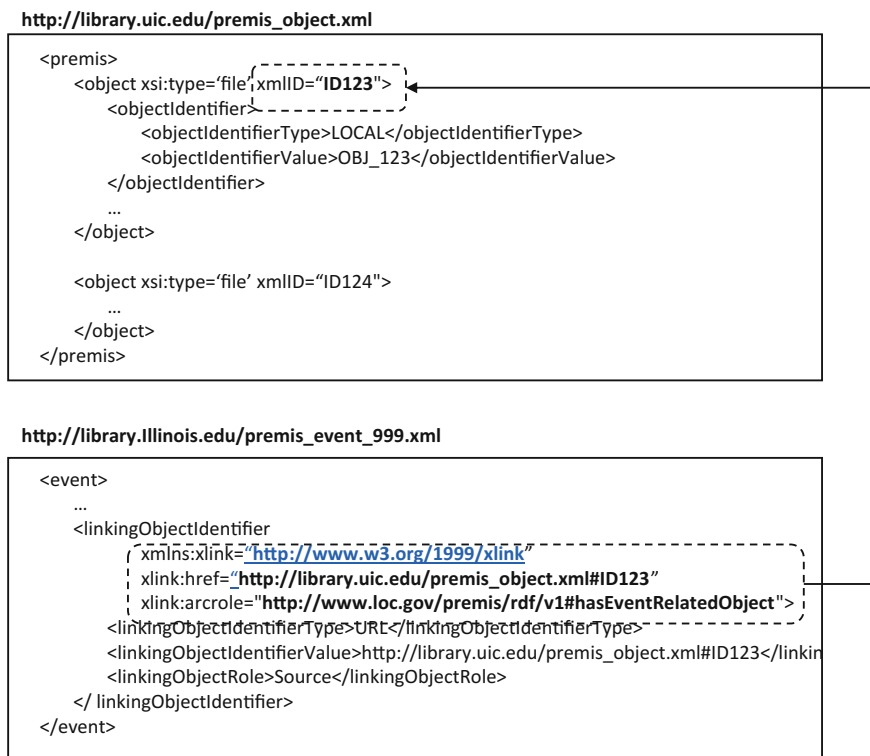 http://library.uic.edu/premis_object.xml
<premis>
<object xsi:type=‘file’ xmlID=“ID123">
<objectIdentifier>
<objectIdentifierType>LOCAL</objectIdentifierType>
<objectIdentifierValue>OBJ_123</objectIdentifierValue>
</objectIdentifier>
...
</object>
<object xsi:type=‘file’ xmlID=“ID124">
...
</object>
</premis>
http://library.Illinois.edu/premis_event_999.xml
<event>
...
<linkingObjectIdentifier
xmlns:xlink=“http://www.w3.org/1999/xlink”
xlink:href=“http://library.uic.edu/premis_object.xml#ID123”
xlink:arcrole="http://www.loc.gov/premis/rdf/v1#hasEventRelatedObject">
<linkingObjectIdentifierType>URL</linkingObjectIdentifierType>
<linkingObjectIdentifierValue>http://library.uic.edu/premis_object.xml#ID123</linkin
<linkingObjectRole>Source</linkingObjectRole>
</ linkingObjectIdentifier>
</event>